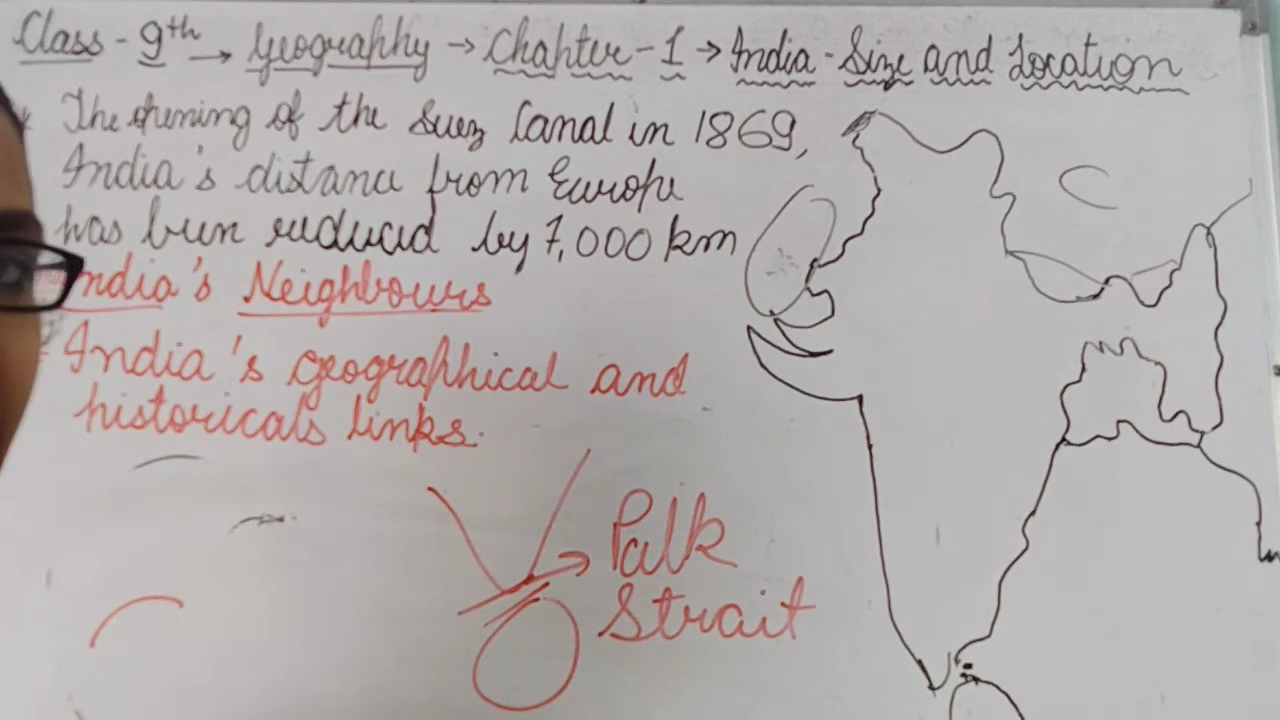 Class - 9th → Geography → Chapter - 1 → India - Size and Location
The opening of the Suez Canal in 1869,
India's distance from Europe
has been reduced by 7,000 km
India's Neighbours
India's geographical and
historicals links.
Palk
Strait